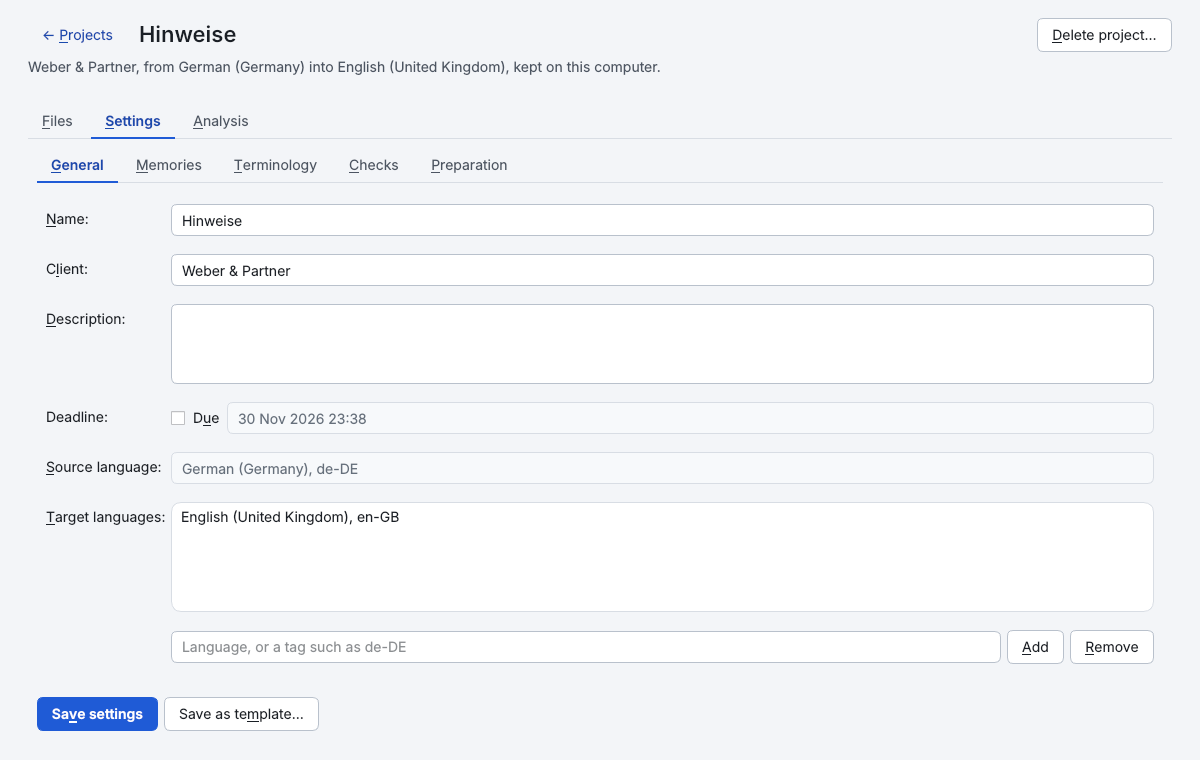 ← Projects
Hinweise
Delete project...
Weber & Partner, from German (Germany) into English (United Kingdom), kept on this computer.
Files
Settings
Analysis
General
Memories
Terminology
Checks
Preparation
Name:
Hinweise
Client:
Weber & Partner
Description:
Deadline:
Due
30 Nov 2026 23:38
Source language:
German (Germany), de-DE
Target languages:
English (United Kingdom), en-GB
Language, or a tag such as de-DE
Add
Remove
Save settings
Save as template...